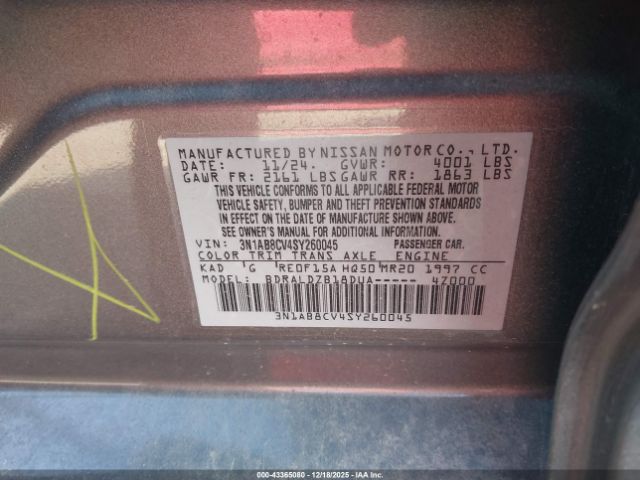 MANUFACTURED BY NISSAN MOTOR CO., LTD.
DATE: 11/24. GVWR: 4001 LBS
GAWR FR: 2161 LBS GAWR RR: 1863 LBS
THIS VEHICLE CONFORMS TO ALL APPLICABLE FEDERAL MOTOR
VEHICLE SAFETY, BUMPER AND THEFT PREVENTION STANDARDS
IN EFFECT ON THE DATE OF MANUFACTURE SHOWN ABOVE.
SEE OWNER'S MANUAL FOR ADDITIONAL INFORMATION
VIN: 3N1AB8CV4SY260045 PASSENGER CAR.
COLOR TRIM TRANS AXLE ENGINE
KAD G RE0F15A HQ50 MR20 1997 CC
BDRALDZB18DUA----- 4Z000
3N1AB8CV4SY260045
000-43365080 - 12/18/2025 - IAA, Inc.